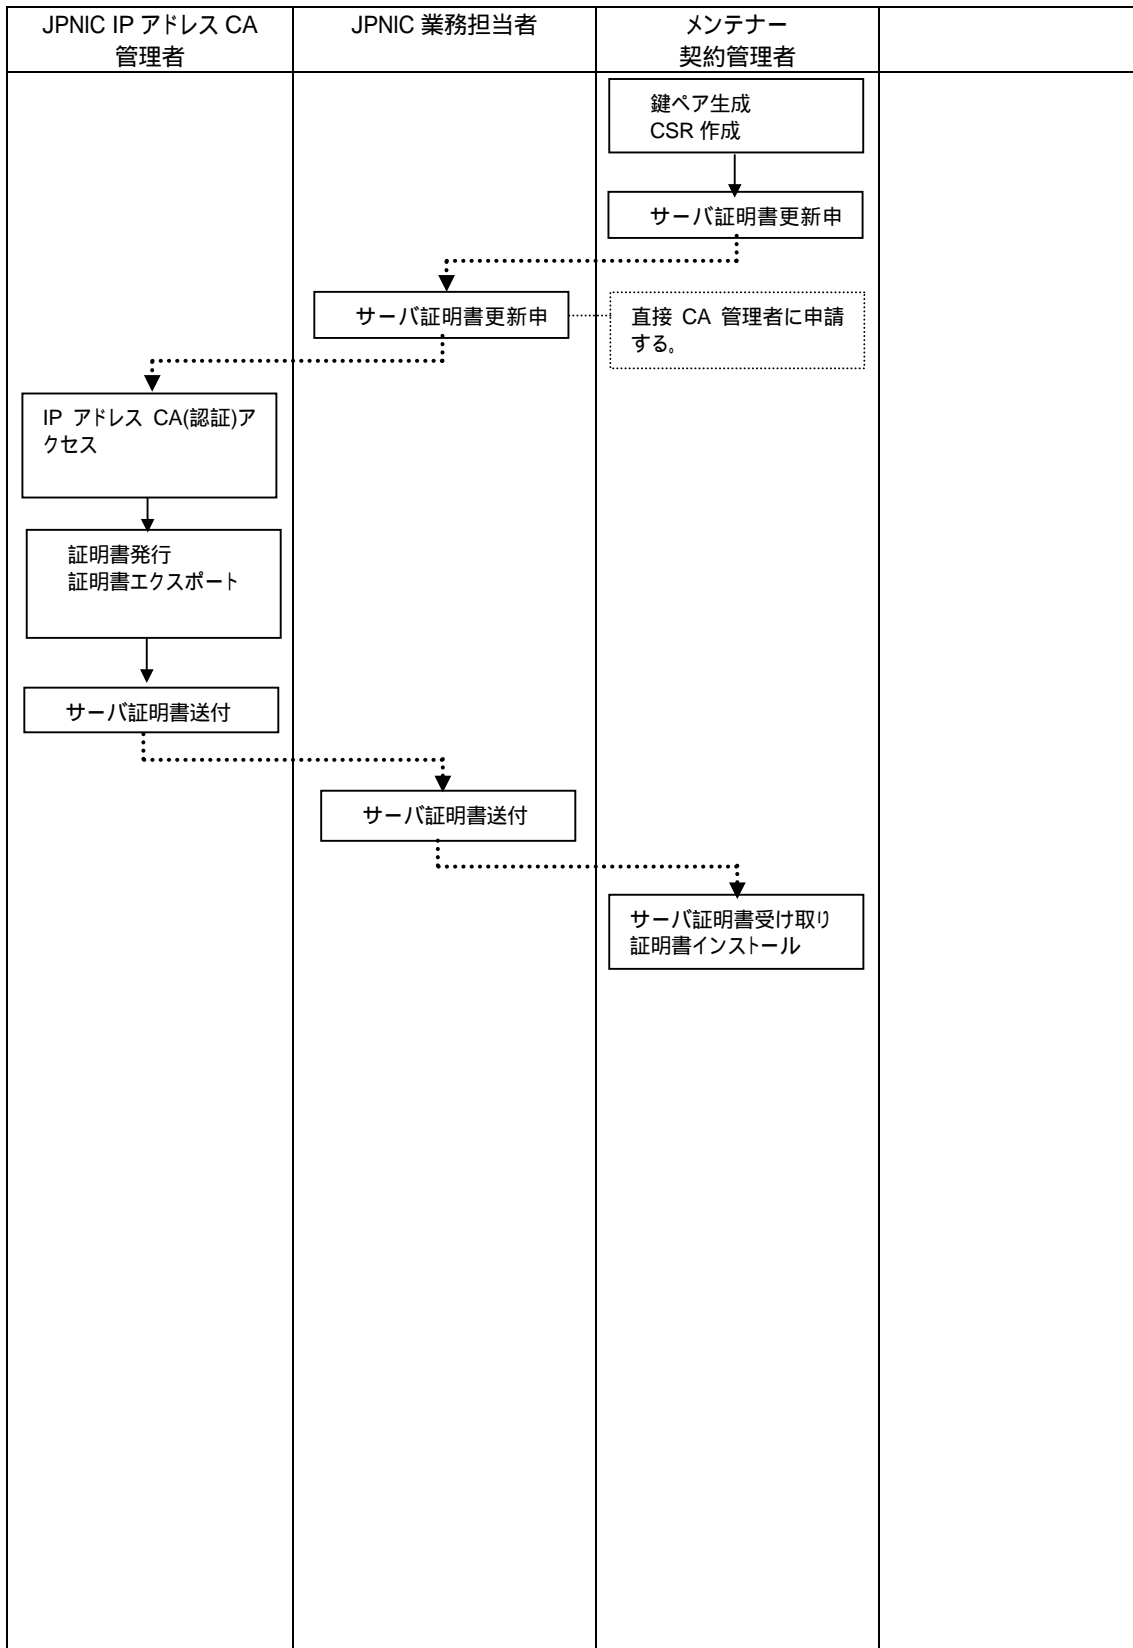 JPNIC IP アドレス CA
管理者
JPNIC 業務担当者
メンテナー
契約管理者
鍵ペア生成
CSR 作成
サーバ証明書更新申
サーバ証明書更新申
直接 CA 管理者に申請
する。
IP アドレス CA(認証)ア
クセス
証明書発行
証明書エクスポート
サーバ証明書送付
サーバ証明書送付
サーバ証明書受け取り
証明書インストール